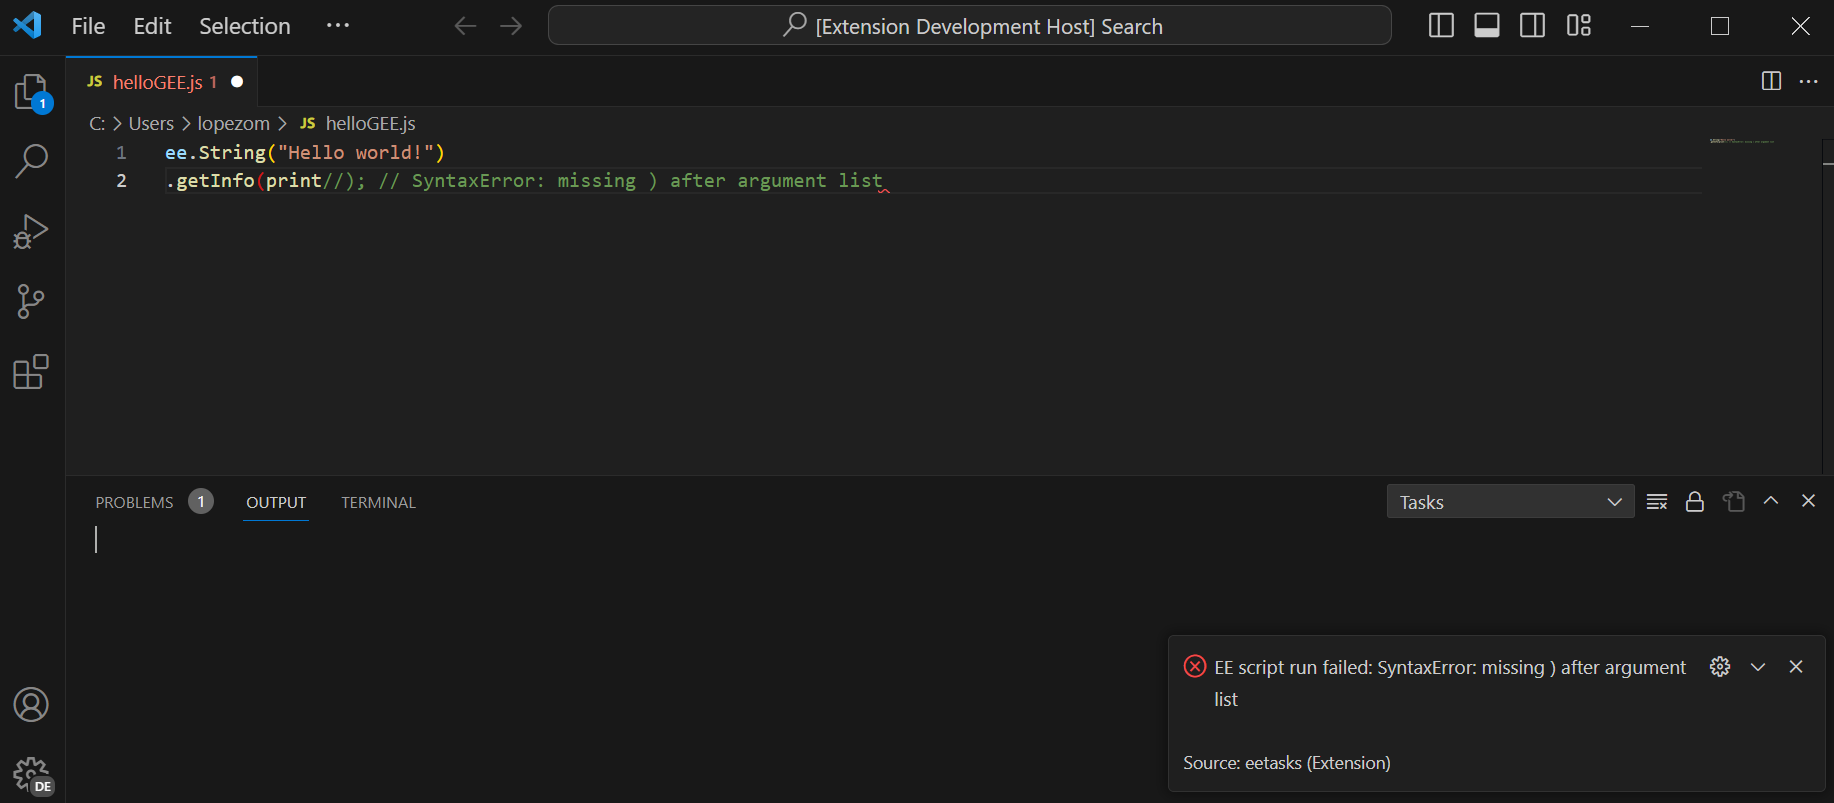 File Edit Selection ···
[Extension Development Host] Search
JS helloGEE.js 1
C: > Users > lopezom > JS helloGEE.js
1 ee.String("Hello world!")
2 .getInfo(print//); // SyntaxError: missing ) after argument list
1
PROBLEMS 1 OUTPUT TERMINAL
Tasks
EE script run failed: SyntaxError: missing ) after argument
list
Source: eetasks (Extension)
DE